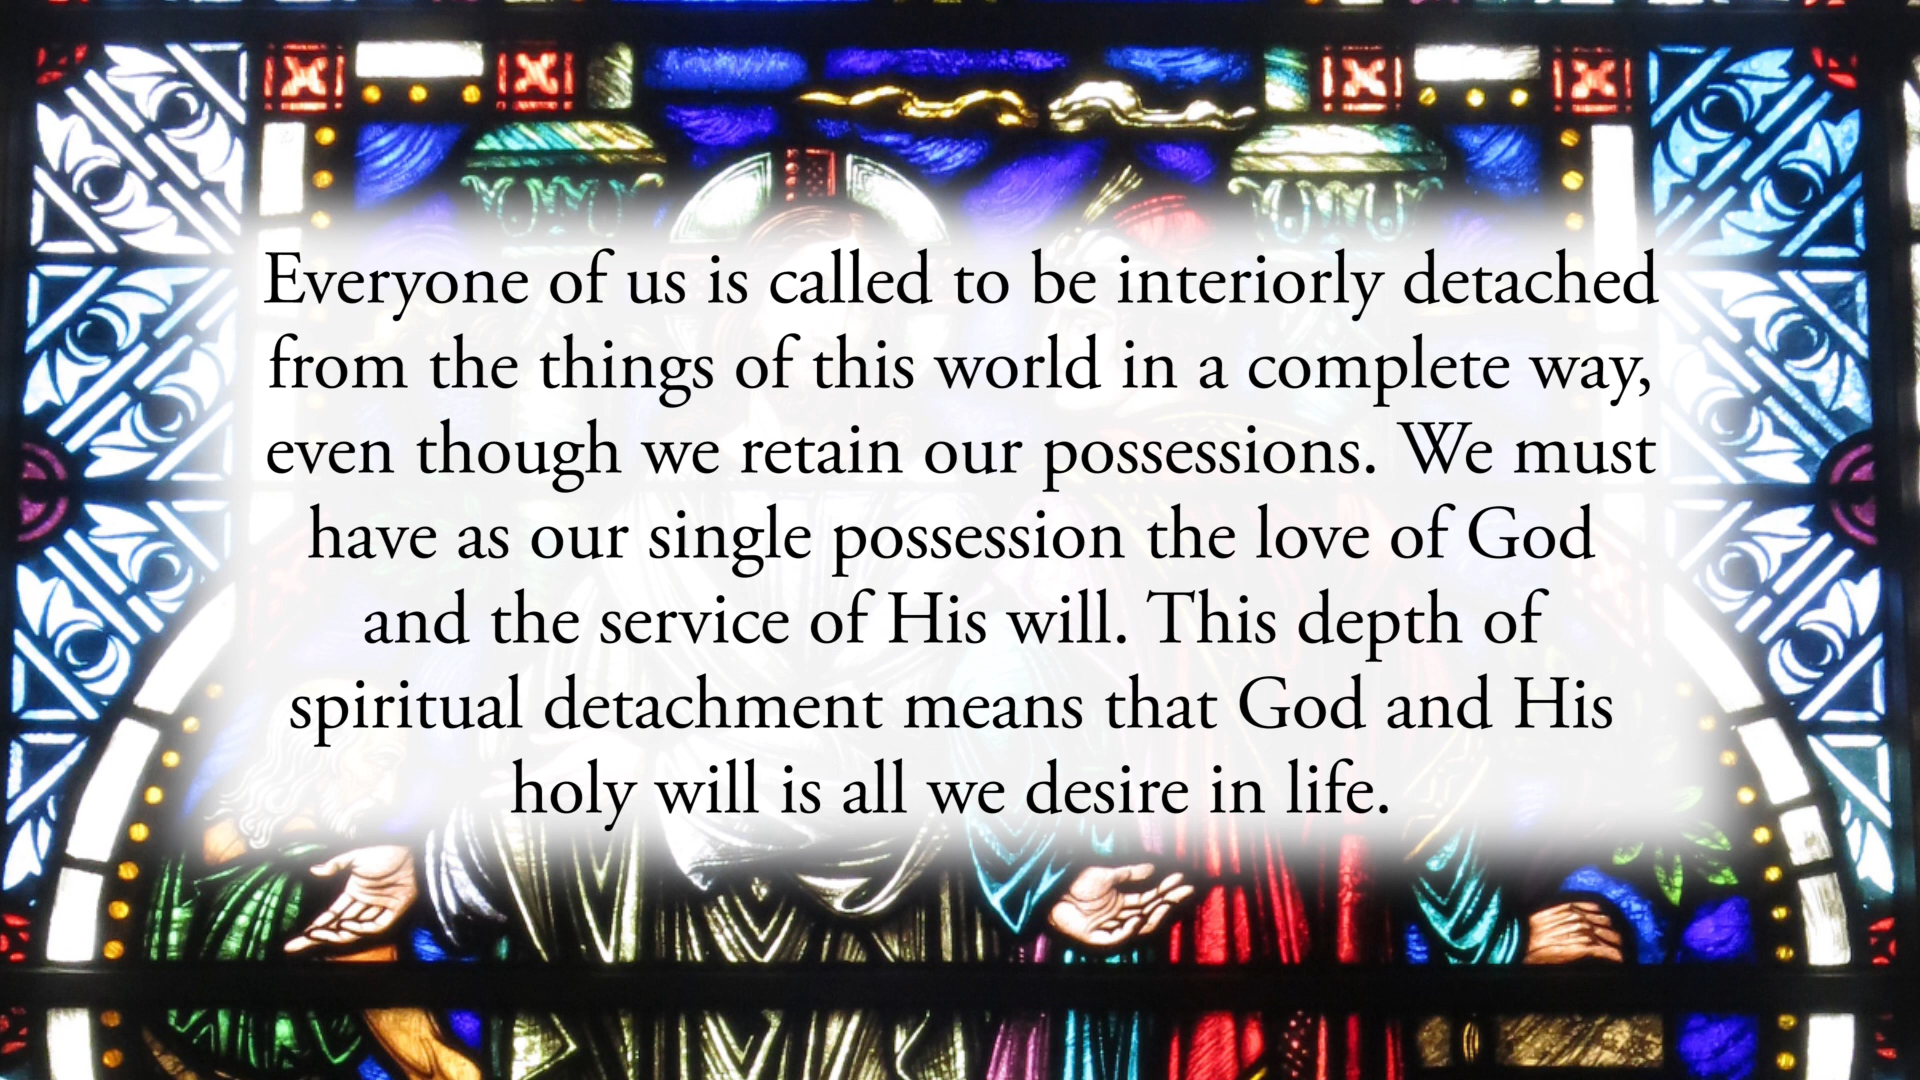 Everyone of us is called to be interiorly detached
from the things of this world in a complete way,
even though we retain our possessions. We must
have as our single possession the love of God
and the service of His will. This depth of
spiritual detachment means that God and His
holy will is all we desire in life.